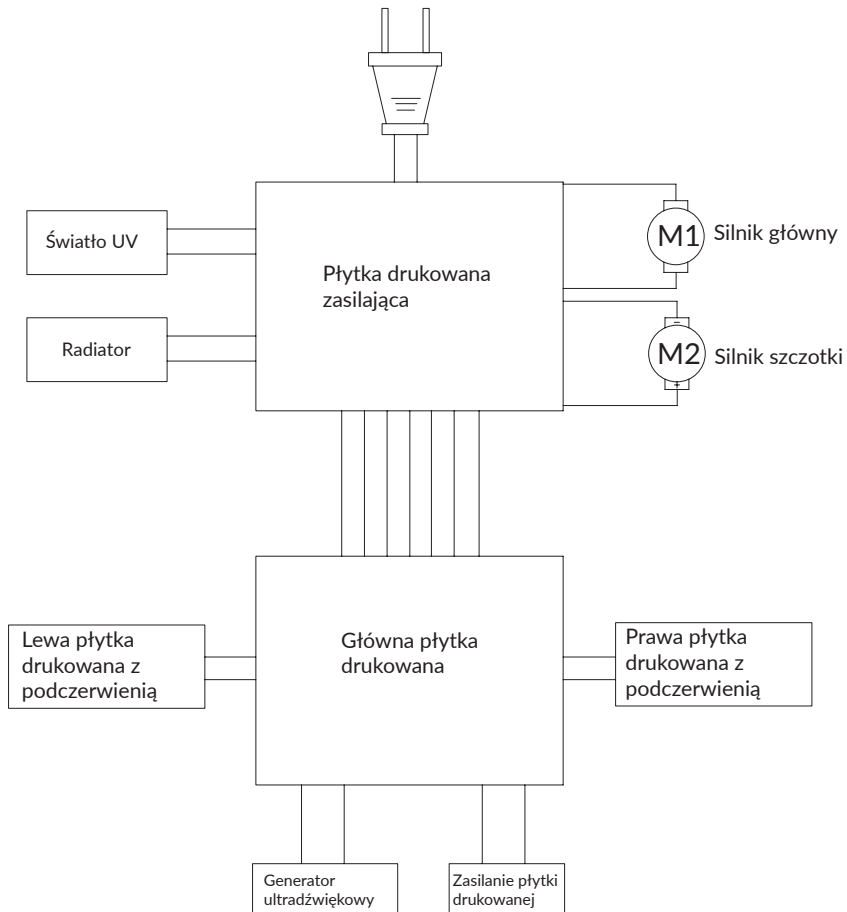 Światło UV
Radiator
Płytka drukowana
zasilająca
M1
Silnik główny
-
M2
+
Silnik szczotki
Lewa płytka
drukowana z
podczerwienią
Główna płytka
drukowana
Prawa płytka
drukowana z
podczerwienią
Generator
ultradźwiękowy
Zasilanie płytki
drukowanej